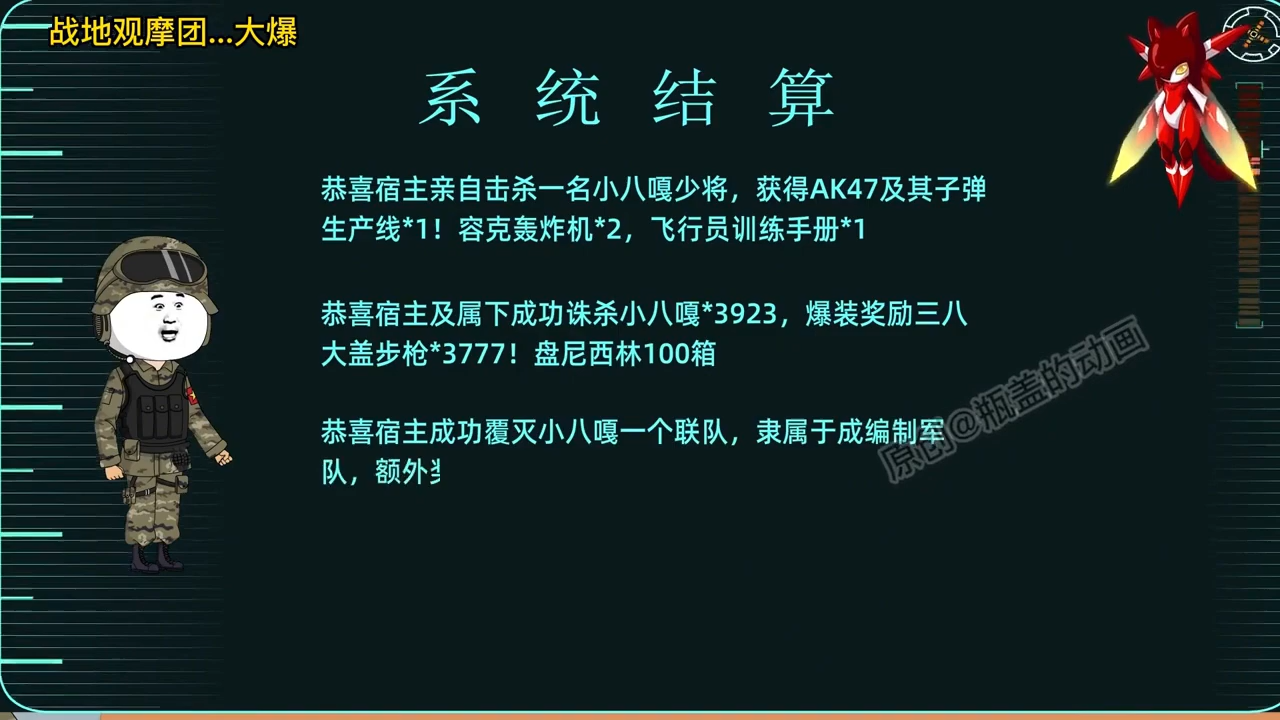 战地观摩团...大爆
系统结算
恭喜宿主亲自击杀一名小八嘎少将，获得AK47及其子弹
生产线*1！容克轰炸机*2，飞行员训练手册*1
恭喜宿主及属下成功诛杀小八嘎*3923，爆装奖励三八
大盖步枪*3777！盘尼西林100箱
恭喜宿主成功覆灭小八嘎一个联队，隶属于成编制军
队，额外
原创@瓶盖的动画